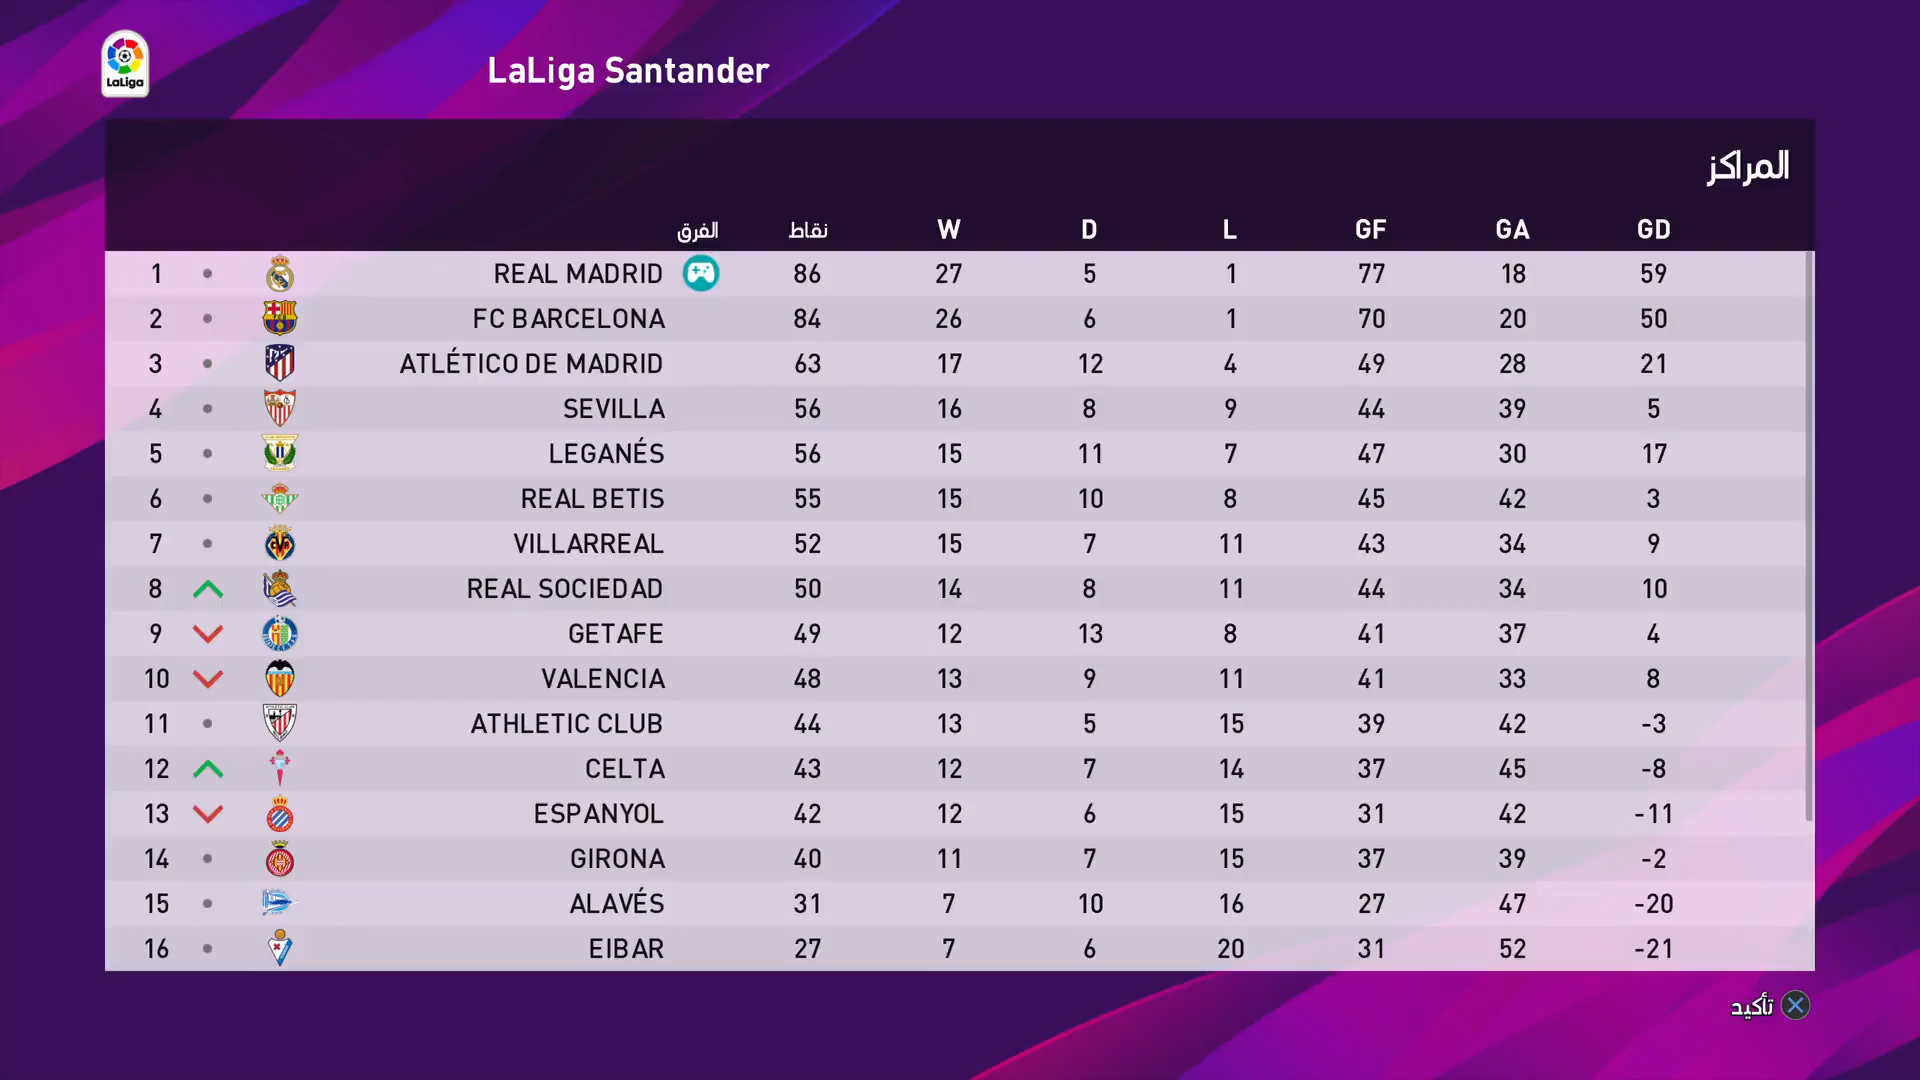 LaLiga
LaLiga Santander
المراكز
الفرق نقاط W D L GF GA GD
1 REAL MADRID 86 27 5 1 77 18 59
2 FC BARCELONA 84 26 6 1 70 20 50
3 ATLÉTICO DE MADRID 63 17 12 4 49 28 21
4 SEVILLA 56 16 8 9 44 39 5
5 LEGANÉS 56 15 11 7 47 30 17
6 REAL BETIS 55 15 10 8 45 42 3
7 VILLARREAL 52 15 7 11 43 34 9
8 REAL SOCIEDAD 50 14 8 11 44 34 10
9 GETAFE 49 12 13 8 41 37 4
10 VALENCIA 48 13 9 11 41 33 8
11 ATHLETIC CLUB 44 13 5 15 39 42 -3
12 CELTA 43 12 7 14 37 45 -8
13 ESPANYOL 42 12 6 15 31 42 -11
14 GIRONA 40 11 7 15 37 39 -2
15 ALAVÉS 31 7 10 16 27 47 -20
16 EIBAR 27 7 6 20 31 52 -21
تأكيد